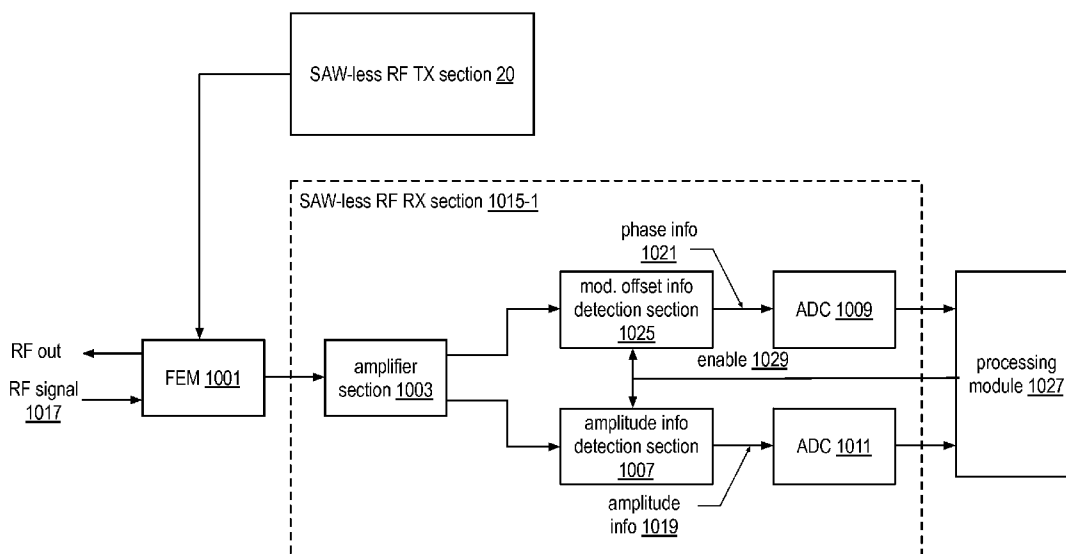 SAW-less RF TX section 20
SAW-less RF RX section 1015-1
phase info
1021
mod. offset info
detection section
1025
ADC 1009
RF out
RF signal
1017
FEM 1001
amplifier
section 1003
enable 1029
processing
module 1027
amplitude info
detection section
1007
ADC 1011
amplitude
info 1019